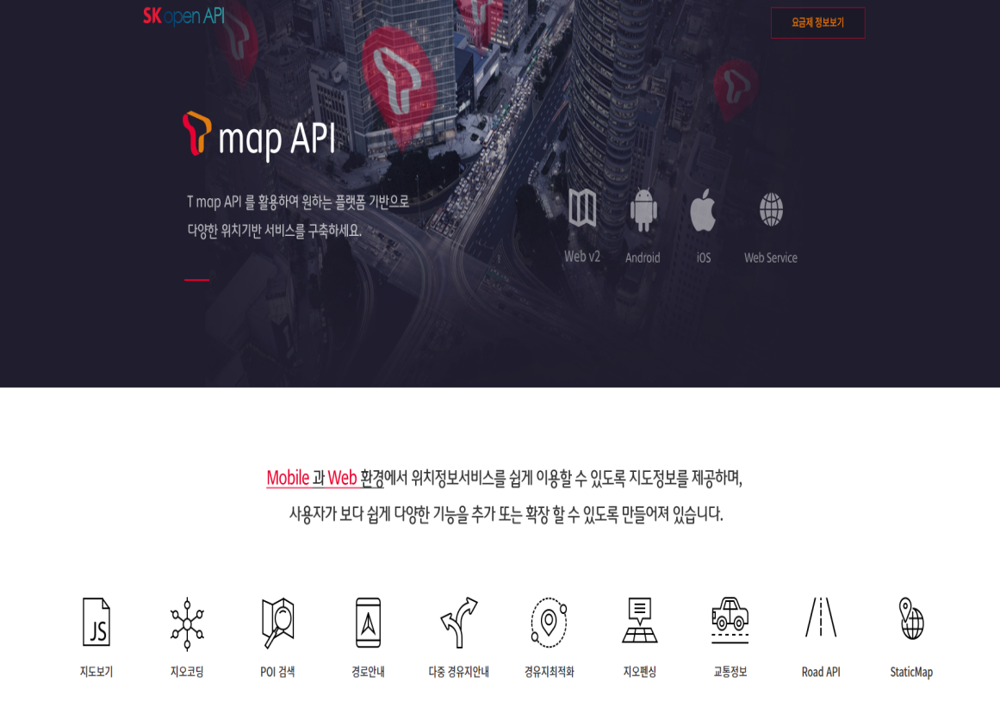 SK open API
요금제 정보보기
T map API
T map API 를 활용하여 원하는 플랫폼 기반으로
다양한 위치기반 서비스를 구축하세요.
Web v2
Android
iOS
Web Service
Mobile 과 Web 환경에서 위치정보서비스를 쉽게 이용할 수 있도록 지도정보를 제공하며,
사용자가 보다 쉽게 다양한 기능을 추가 또는 확장 할 수 있도록 만들어져 있습니다.
JS
지도보기
지오코딩
POI 검색
경로안내
다중 경유지안내
경유지최적화
지오펜싱
교통정보
Road API
StaticMap